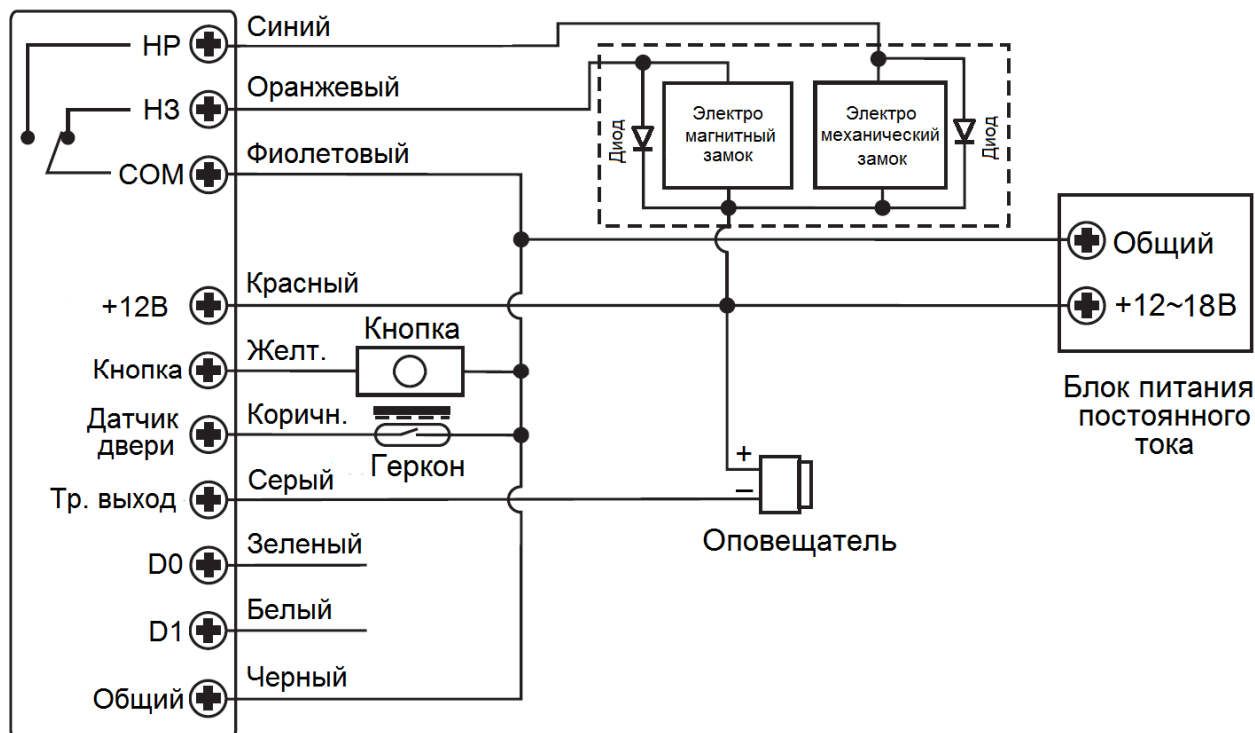 НР
Синий
НЗ
Оранжевый
COM
Фиолетовый
Диод
Электро
магнитный
замок
Электро
механический
замок
Диод
Общий
+12~18В
Блок питания
постоянного
тока
+12В
Красный
Кнопка
Желт.
Кнопка
Датчик
двери
Коричн.
Геркон
Тр. выход
Серый
+
−
Оповещатель
D0
Зеленый
D1
Белый
Общий
Черный